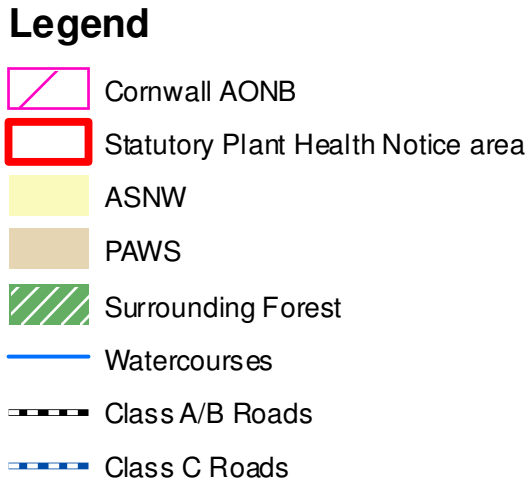 Legend
Cornwall AONB
Statutory Plant Health Notice area
ASNW
PAWS
Surrounding Forest
Watercourses
Class A/B Roads
Class C Roads